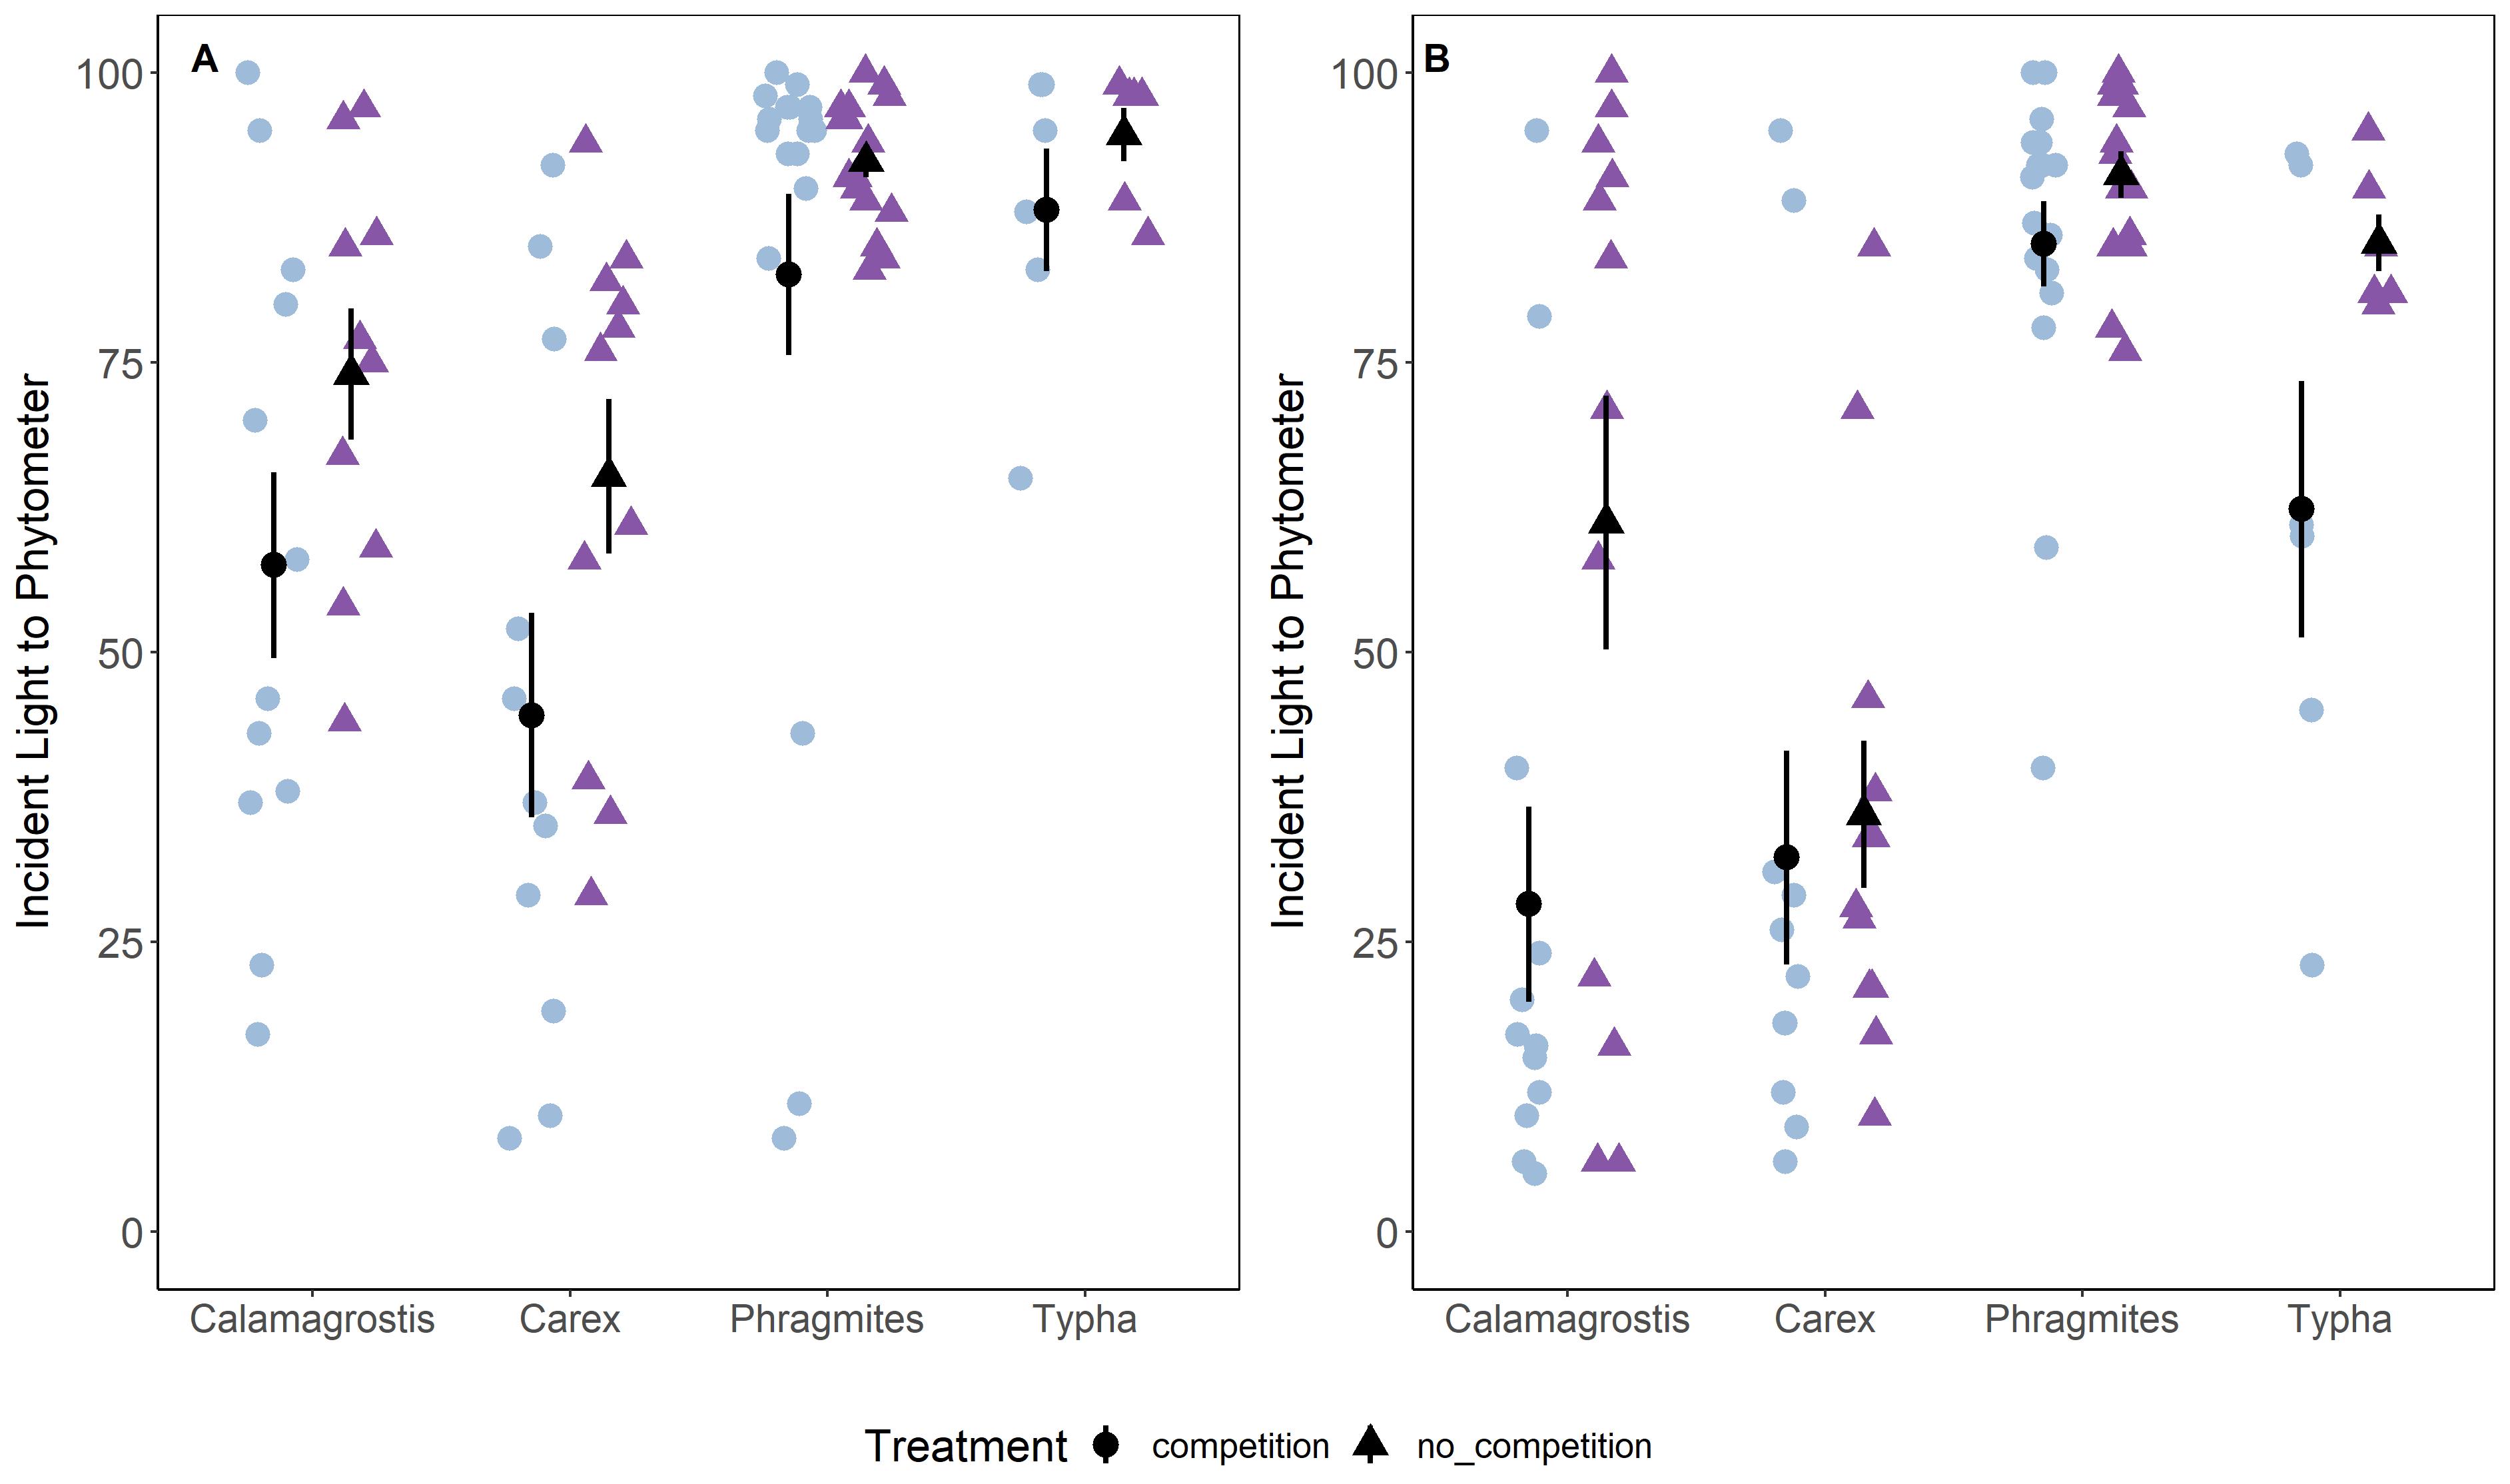 A
Incident Light to Phytometer
100
75
50
25
0
Calamagrostis Carex Phragmites Typha
B
Incident Light to Phytometer
100
75
50
25
0
Calamagrostis Carex Phragmites Typha
Treatment competition no_competition